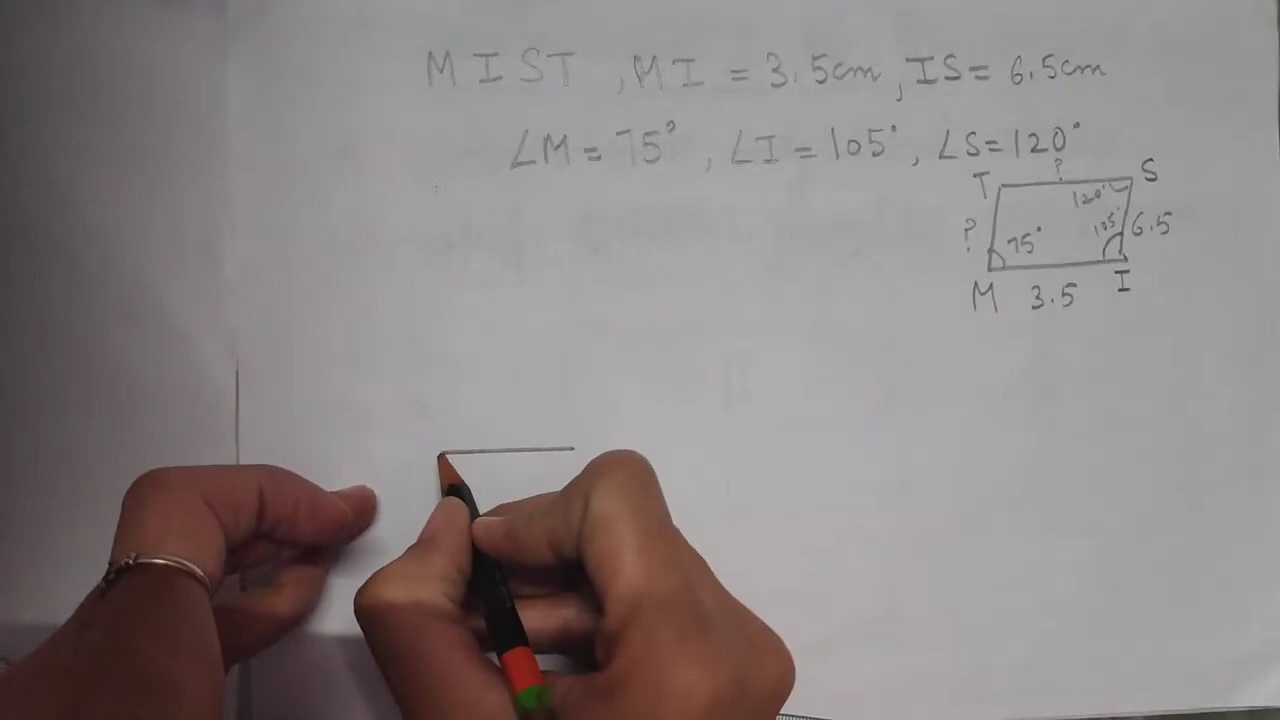 MIST, MI = 3.5cm, IS = 6.5cm
∠M = 75°, ∠I = 105°, ∠S = 120°
T ? S
120°
? 75° 105° 6.5
M 3.5 I